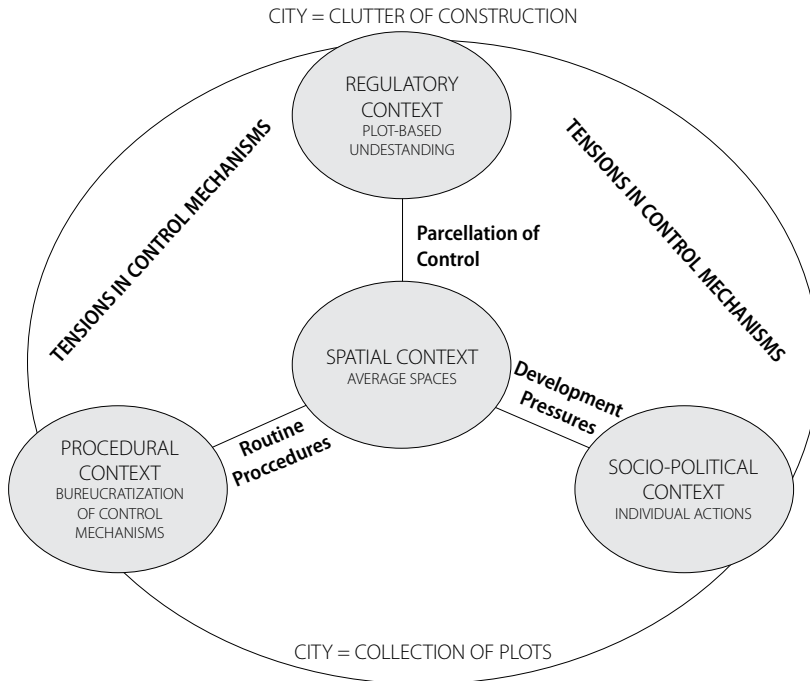 CITY = CLUTTER OF CONSTRUCTION
REGULATORY
CONTEXT
PLOT-BASED
UNDESTANDING
TENSIONS IN CONTROL MECHANISMS
TENSIONS IN CONTROL MECHANISMS
Parcellation of
Control
SPATIAL CONTEXT
AVERAGE SPACES
Development
Pressures
Routine
Proccedures
PROCEDURAL
CONTEXT
BUREUCRATIZATION
OF CONTROL
MECHANISMS
SOCIO-POLITICAL
CONTEXT
INDIVIDUAL ACTIONS
CITY = COLLECTION OF PLOTS